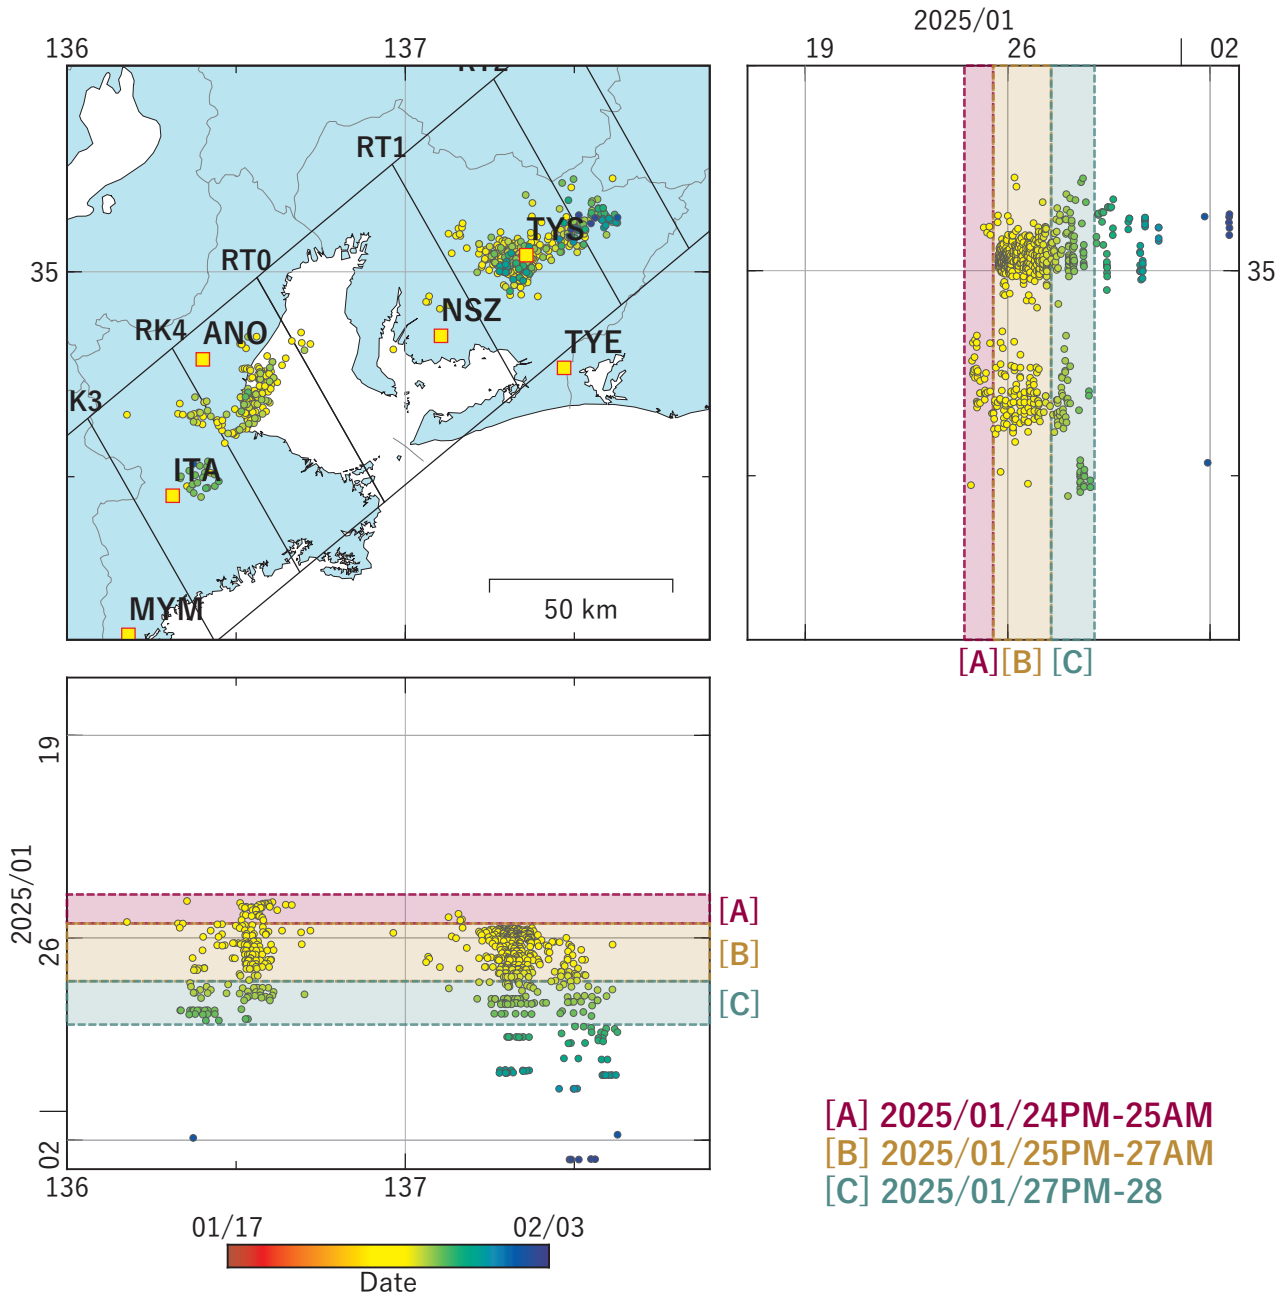 2025/01
136
137
19
26
02
RT2
RT1
TYS
35
RT0
NSZ
RK4
ANO
TYE
35
K3
ITA
50 km
MYM
[A]
[B]
[C]
19
2025/01
26
02
[A]
[B]
[C]
136
137
[A] 2025/01/24PM-25AM
[B] 2025/01/25PM-27AM
[C] 2025/01/27PM-28
01/17
02/03
Date